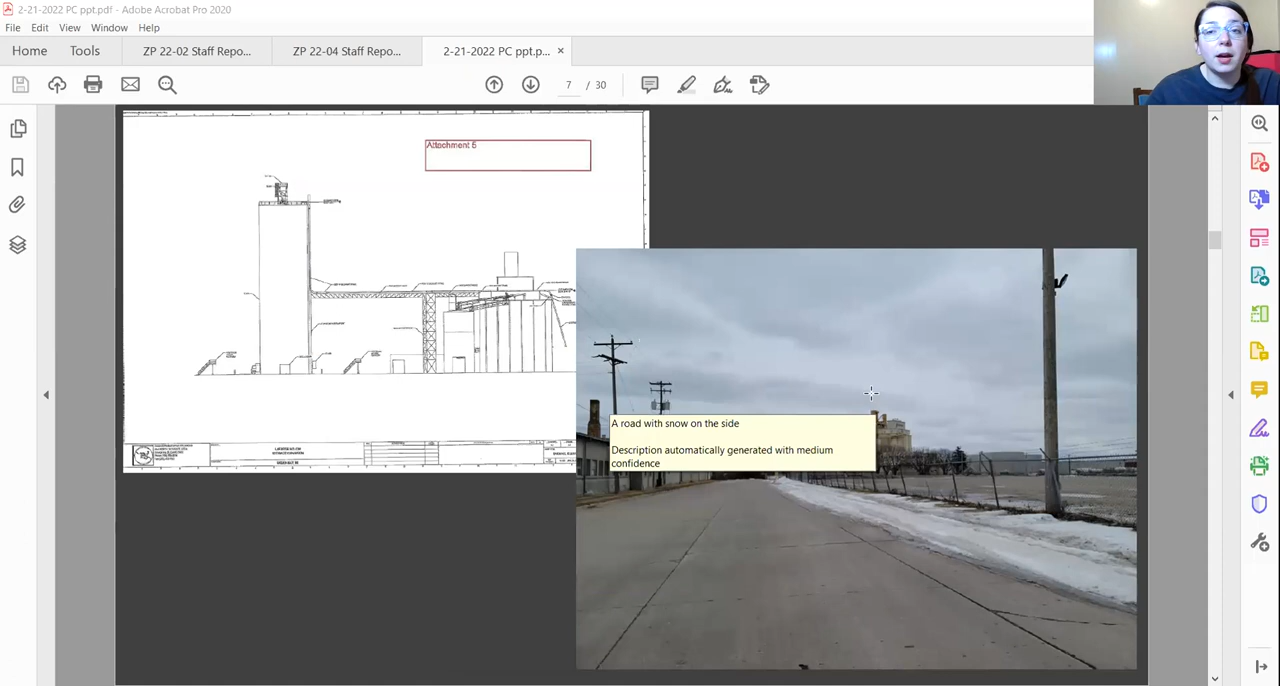 2-21-2022 PC ppt.pdf - Adobe Acrobat Pro 2020
File Edit View Window Help
Home Tools ZP 22-02 Staff Repo... ZP 22-04 Staff Repo... 2-21-2022 PC ppt.p... ×
7 / 30
Attachment 6
A road with snow on the side
Description automatically generated with medium
confidence